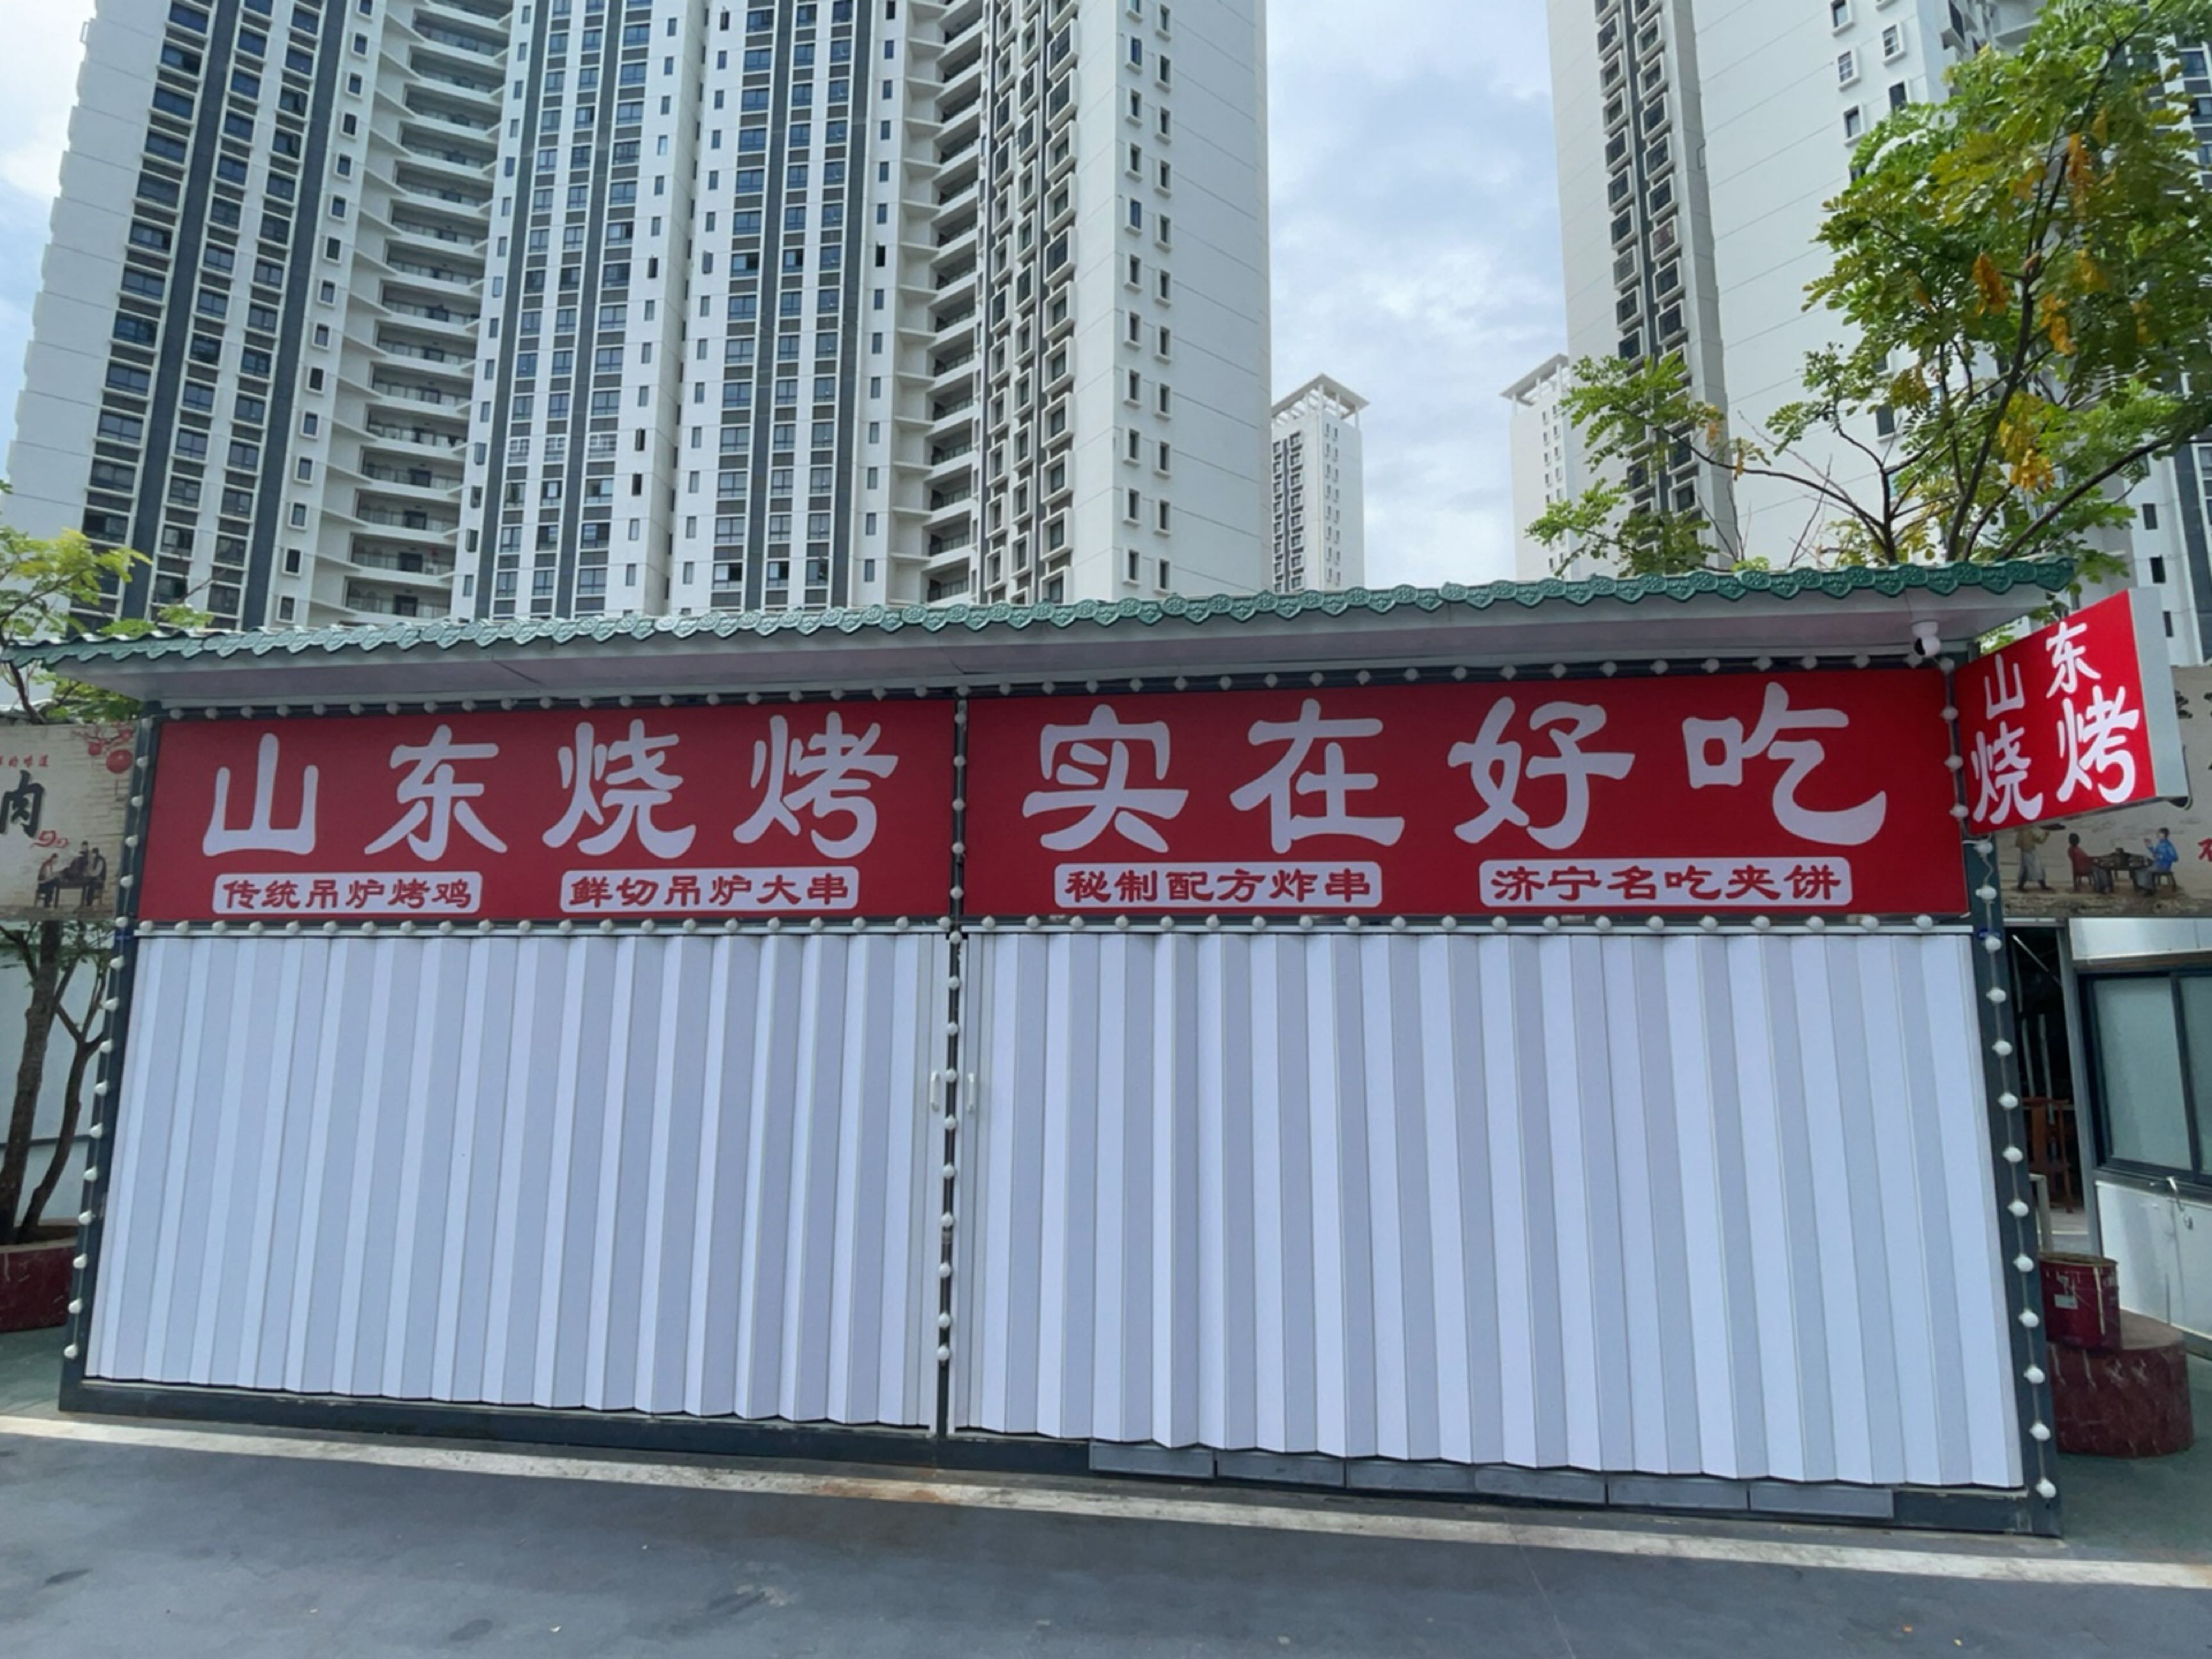 山东烧烤 实在好吃
传统吊炉烤鸡 鲜切吊炉大串 秘制配方炸串 济宁名吃夹饼
山东
烧烤
肉